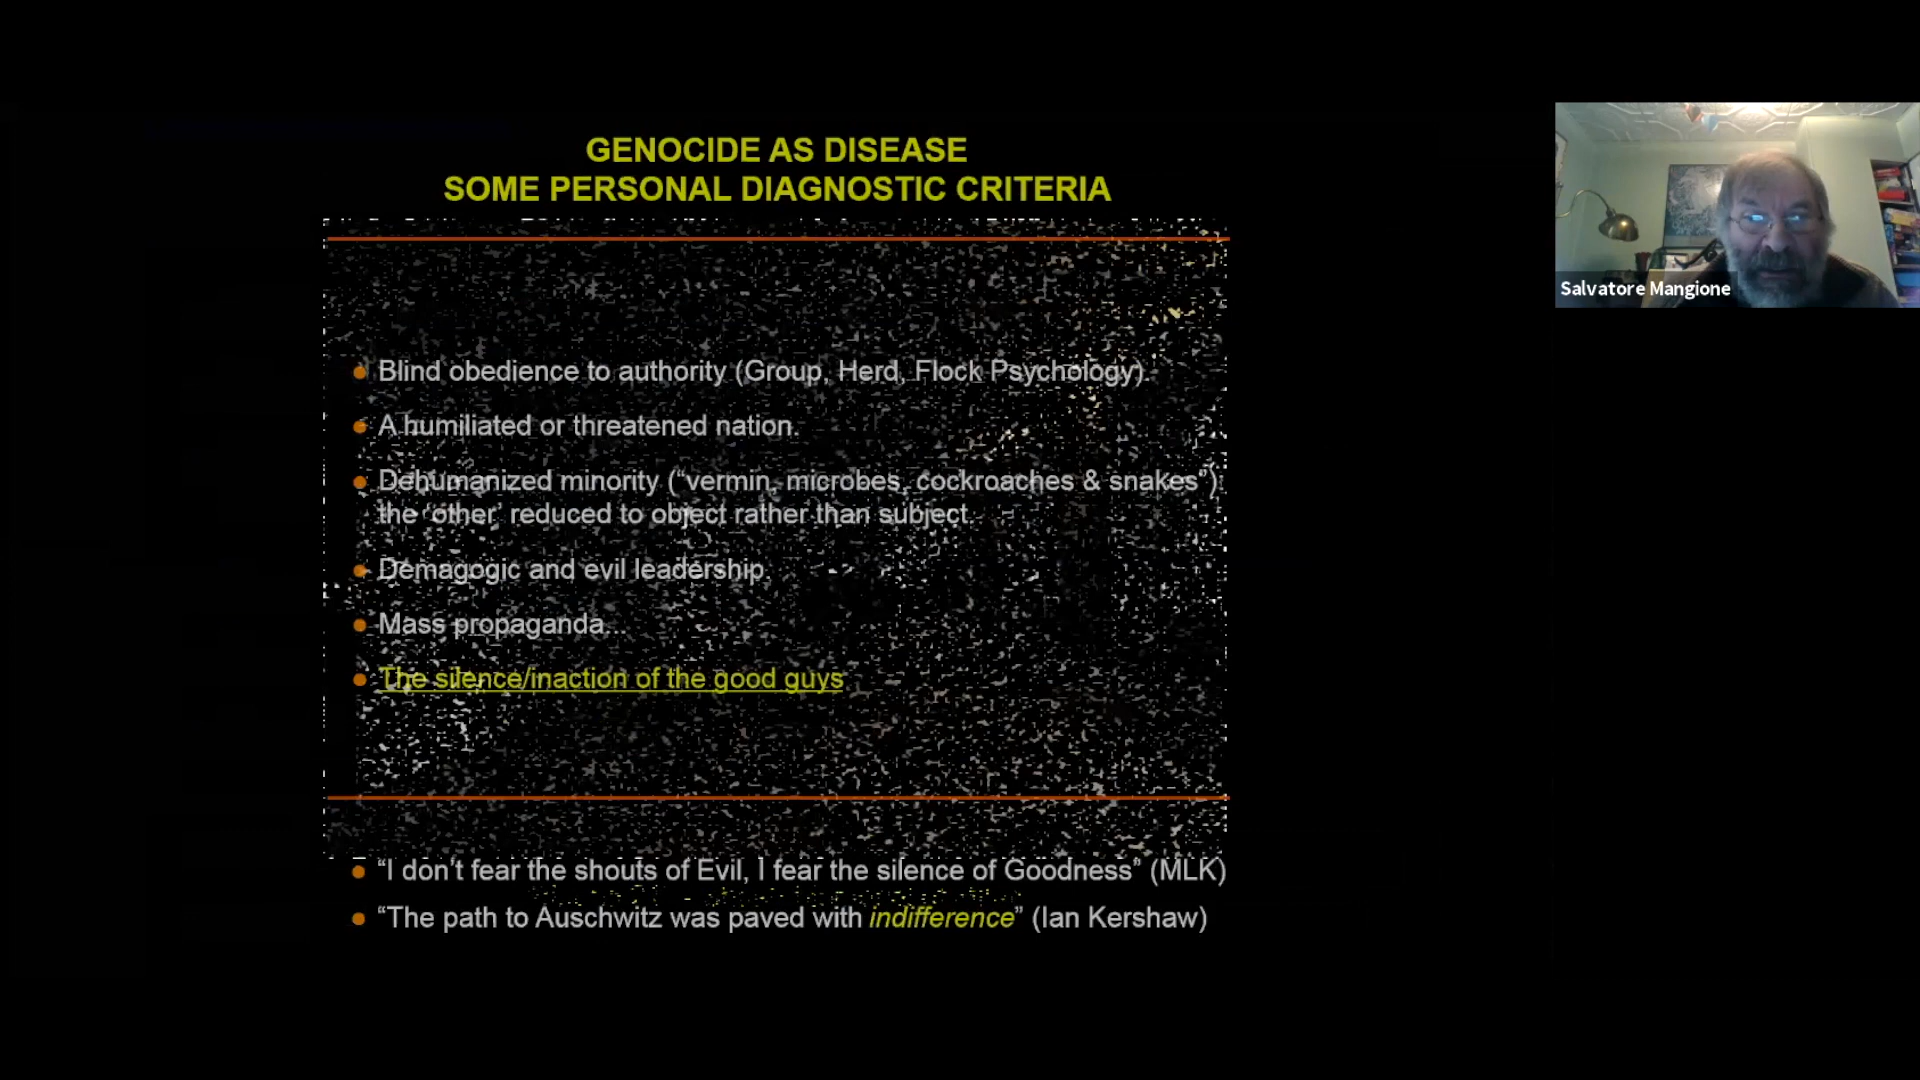 GENOCIDE AS DISEASE
SOME PERSONAL DIAGNOSTIC CRITERIA
Salvatore Mangione
Blind obedience to authority (Group, Herd, Flock Psychology).
A humiliated or threatened nation.
Dehumanized minority (“vermin, microbes, cockroaches & snakes”)
the ‘other’ reduced to object rather than subject.
Demagogic and evil leadership.
Mass propaganda...
The silence/inaction of the good guys
“I don’t fear the shouts of Evil, I fear the silence of Goodness” (MLK)
“The path to Auschwitz was paved with indifference” (Ian Kershaw)